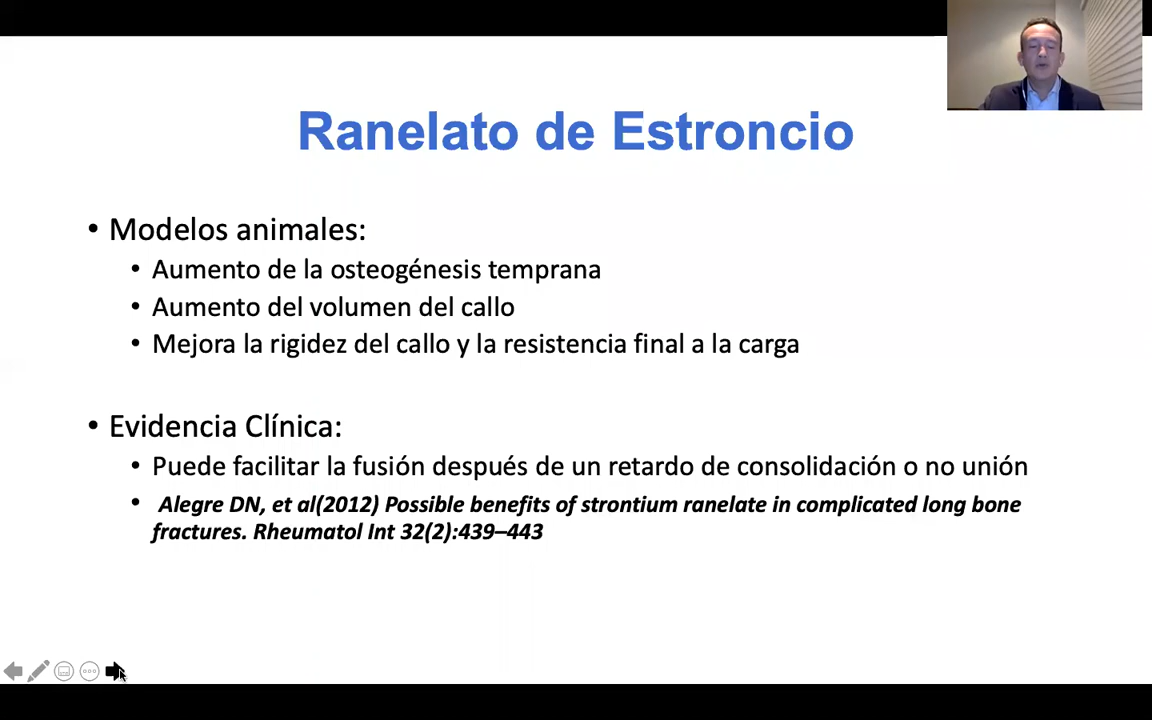 Ranelato de Estroncio
• Modelos animales:
• Aumento de la osteogénesis temprana
• Aumento del volumen del callo
• Mejora la rigidez del callo y la resistencia final a la carga
• Evidencia Clínica:
• Puede facilitar la fusión después de un retardo de consolidación o no unión
• Alegre DN, et al(2012) Possible benefits of strontium ranelate in complicated long bone
fractures. Rheumatol Int 32(2):439–443